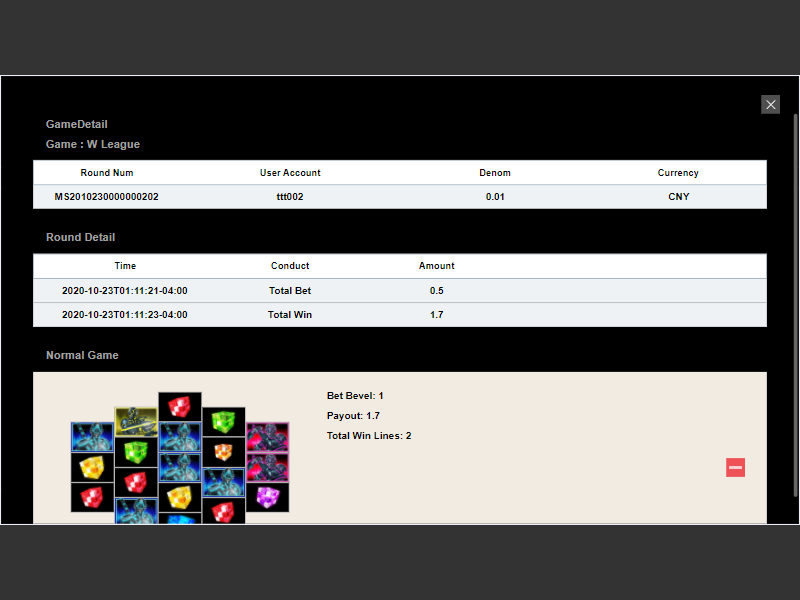 GameDetail
Game : W League
Round Num User Account Denom Currency
MS2010230000000202 ttt002 0.01 CNY
Round Detail
Time Conduct Amount
2020-10-23T01:11:21-04:00 Total Bet 0.5
2020-10-23T01:11:23-04:00 Total Win 1.7
Normal Game
Bet Bevel: 1
Payout: 1.7
Total Win Lines: 2